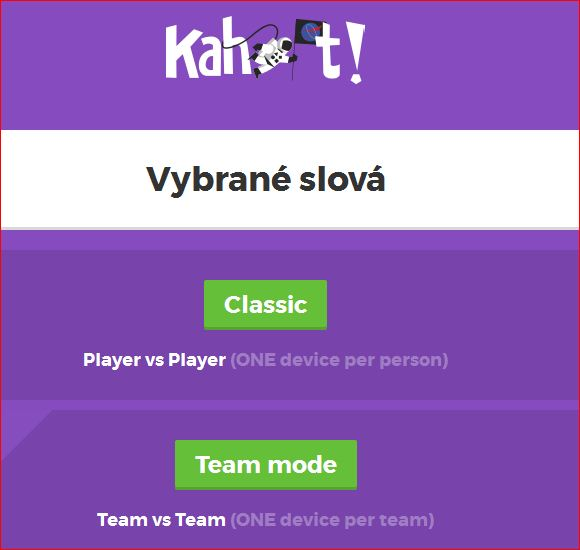 Kahoot!
Vybrané slová
Classic
Player vs Player (ONE device per person)
Team mode
Team vs Team (ONE device per team)